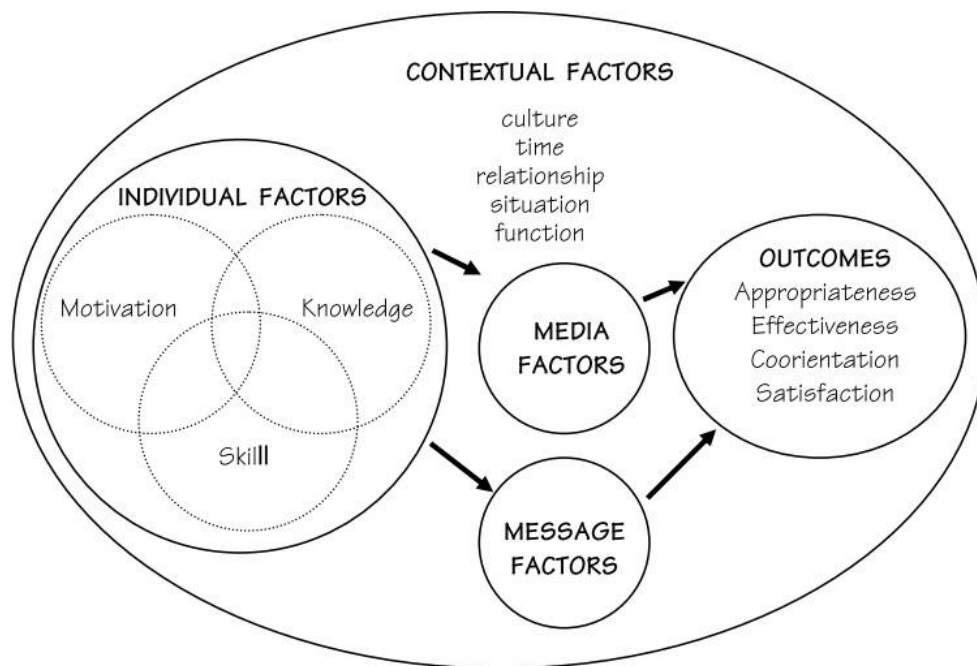 CONTEXTUAL FACTORS
culture
time
relationship
situation
function
INDIVIDUAL FACTORS
Motivation
Knowledge
Skilll
MEDIA
FACTORS
MESSAGE
FACTORS
OUTCOMES
Appropriateness
Effectiveness
Coorientation
Satisfaction